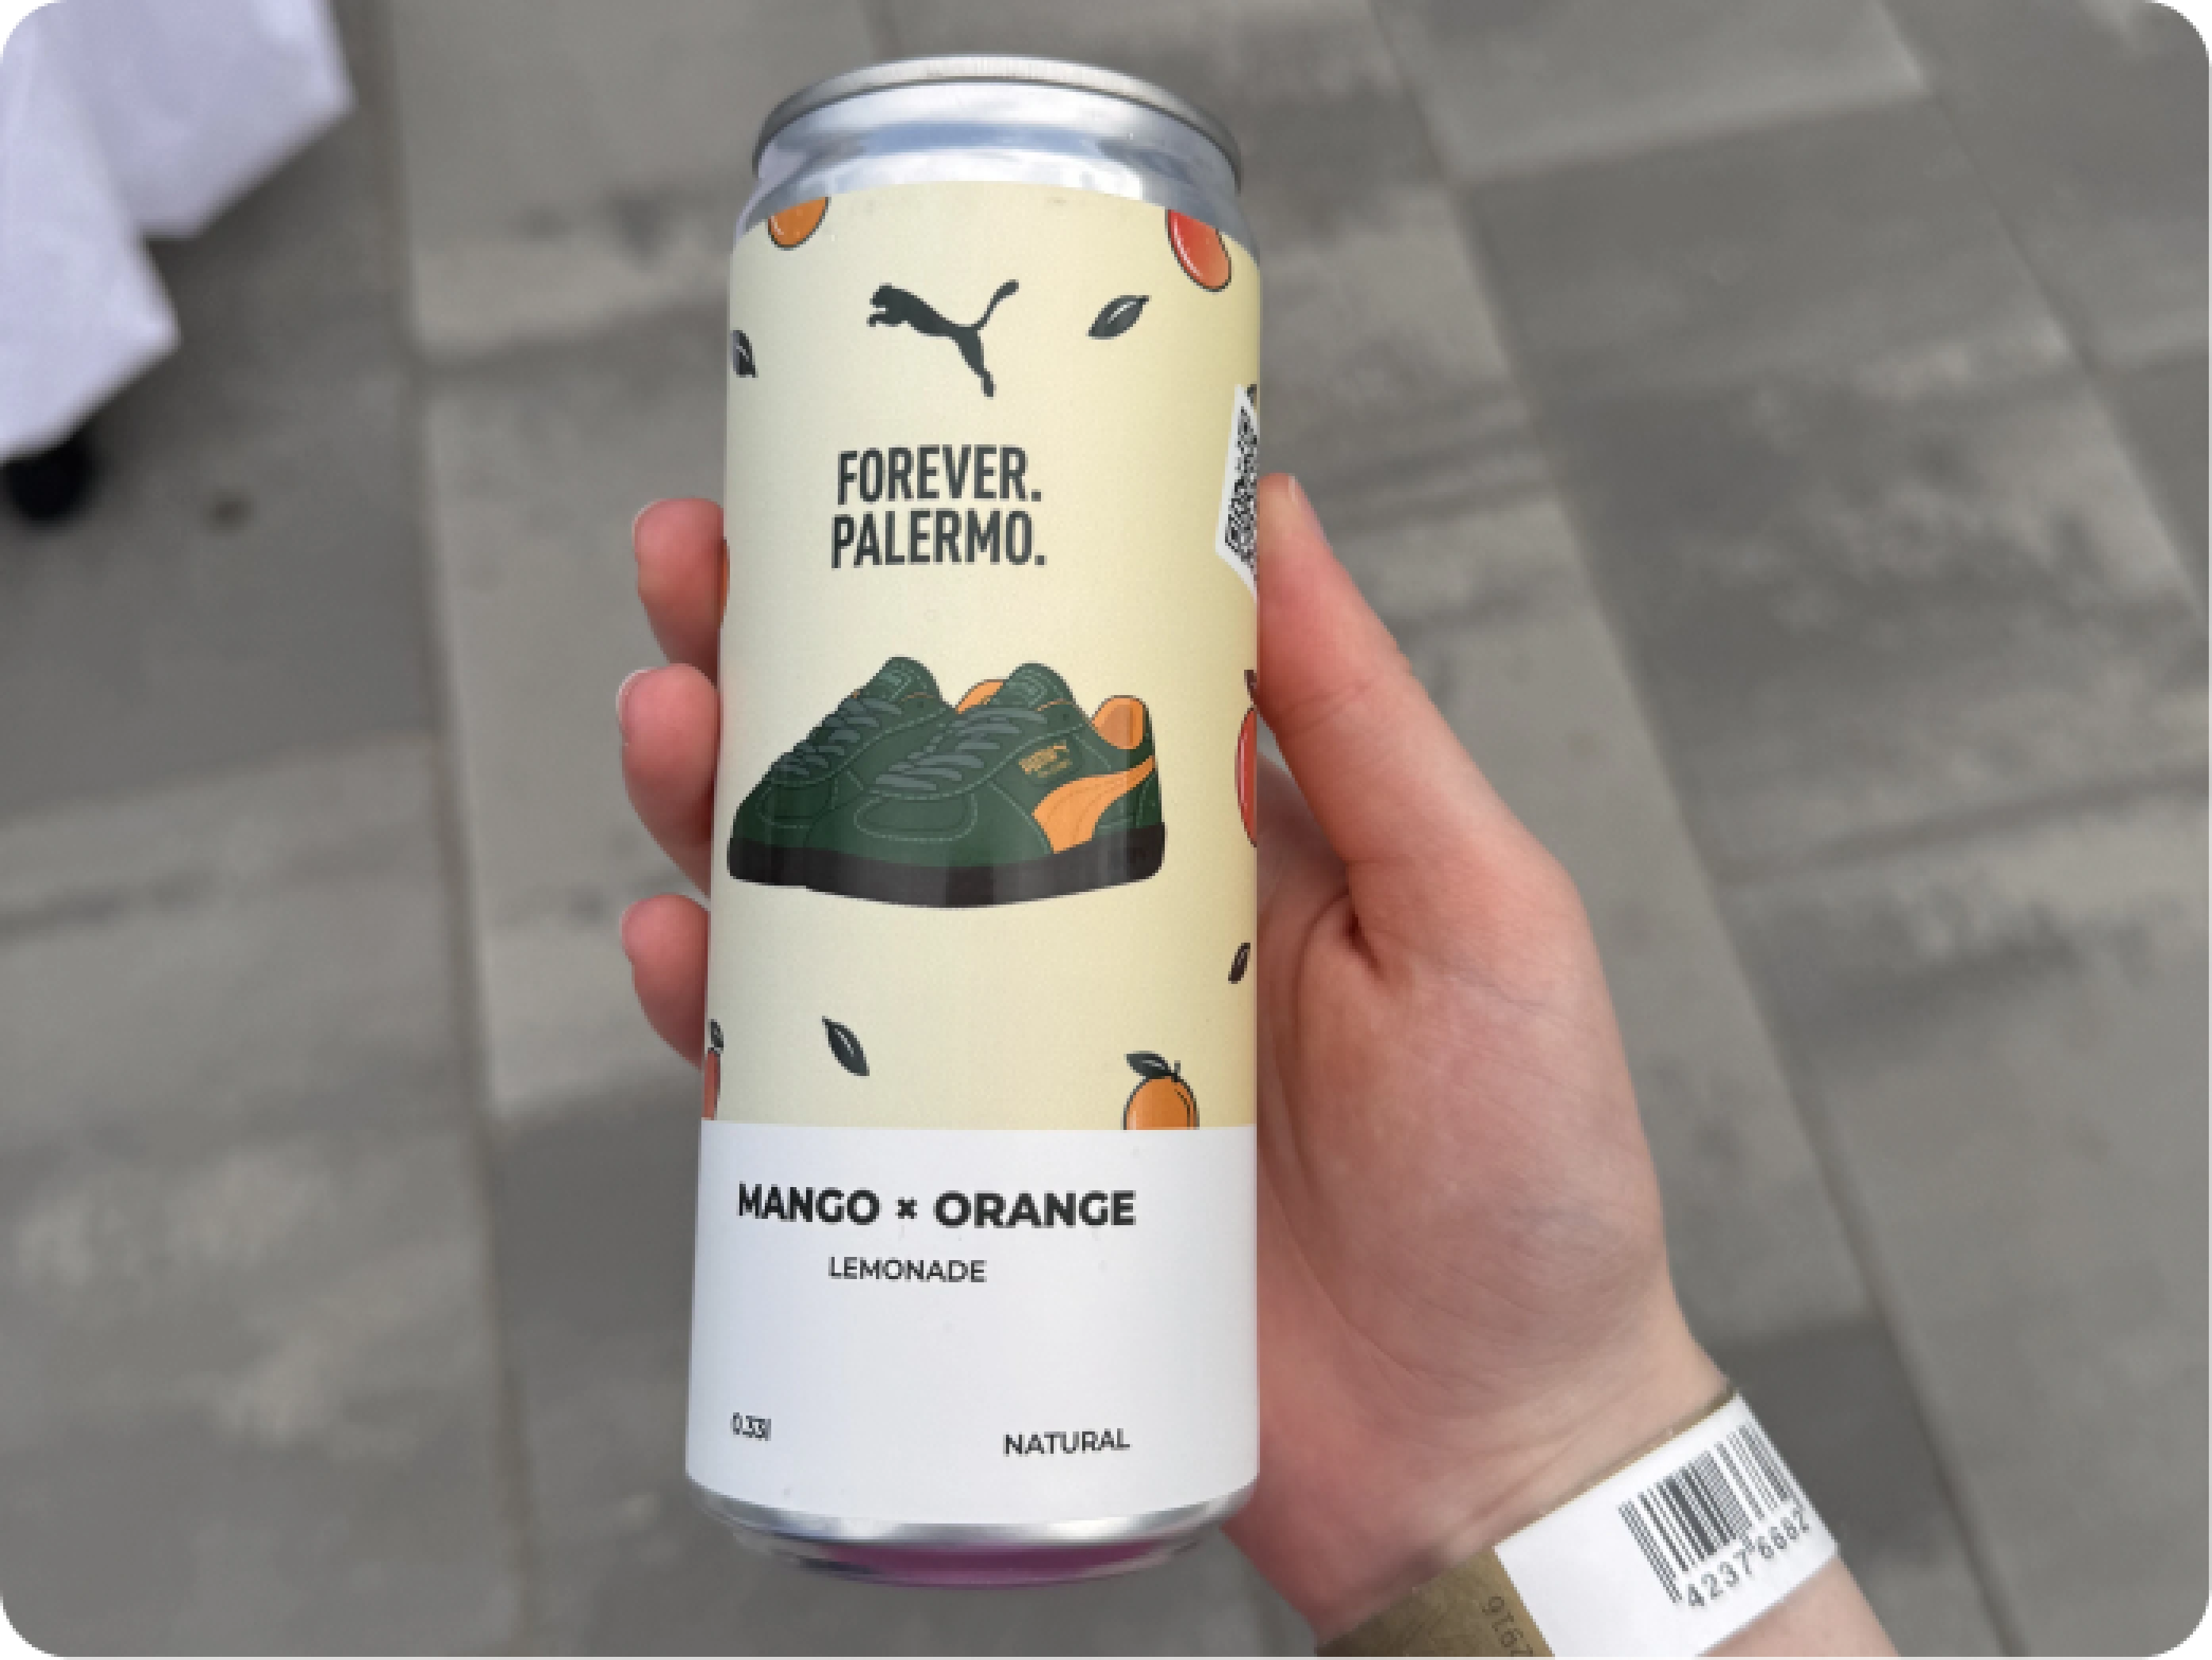 FOREVER.
PALERMO.
MANGO × ORANGE
LEMONADE
0.33l
NATURAL